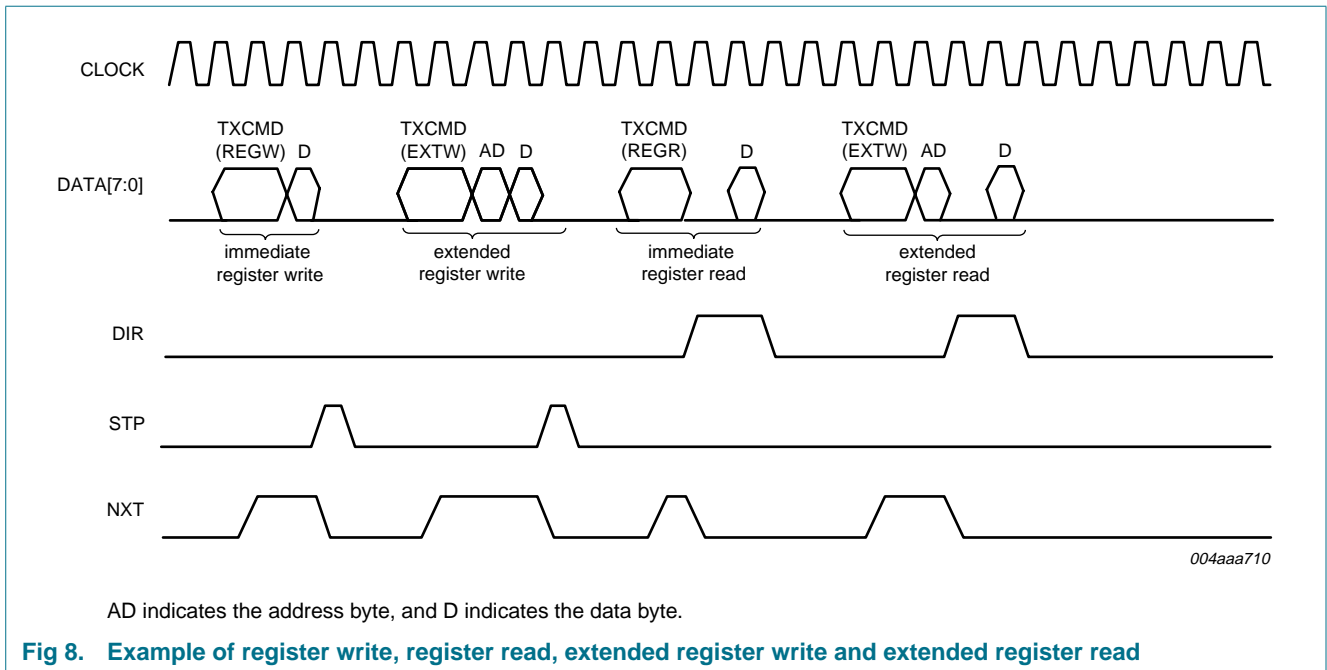 CLOCK
TXCMD TXCMD TXCMD TXCMD
(REGW) D (EXTW) AD D (REGR) D (EXTW) AD D
DATA[7:0]
immediate extended immediate extended
register write register write register read register read
DIR
STP
NXT
004aaa710
AD indicates the address byte, and D indicates the data byte.
Fig 8. Example of register write, register read, extended register write and extended register read